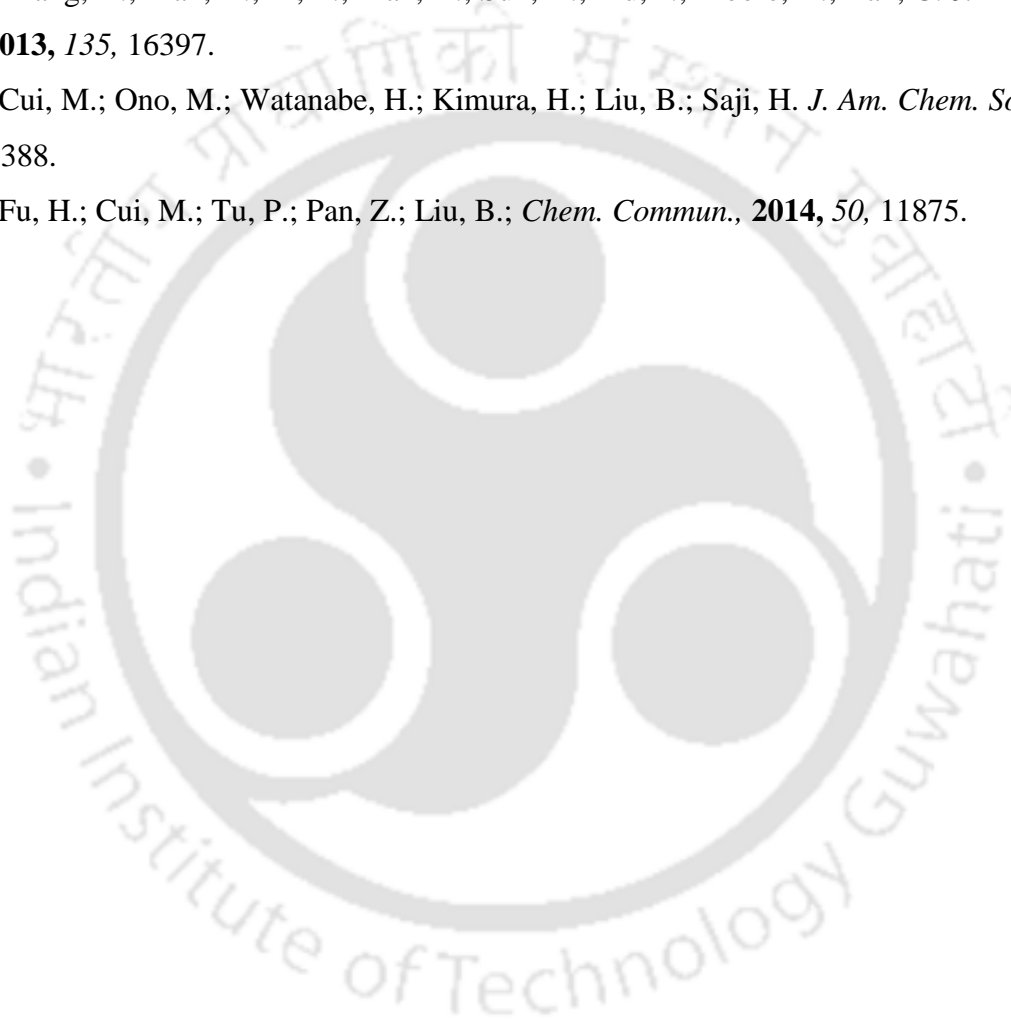 013, 135, 16397.
Cui, M.; Ono, M.; Watanabe, H.; Kimura, H.; Liu, B.; Saji, H. J. Am. Chem. So
388.
Fu, H.; Cui, M.; Tu, P.; Pan, Z.; Liu, B.; Chem. Commun., 2014, 50, 11875.
भारतीय प्रौद्योगिकी संस्थान गुवाहाटी
• Indian Institute of Technology Guwahati •